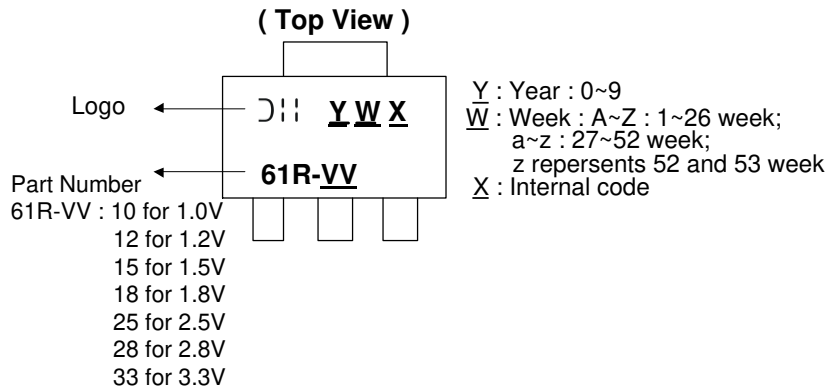 ( Top View )
Logo
Y W X
61R-VV
Y : Year : 0~9
W : Week : A~Z : 1~26 week;
a~z : 27~52 week;
z repersents 52 and 53 week
X : Internal code
Part Number
61R-VV : 10 for 1.0V
12 for 1.2V
15 for 1.5V
18 for 1.8V
25 for 2.5V
28 for 2.8V
33 for 3.3V